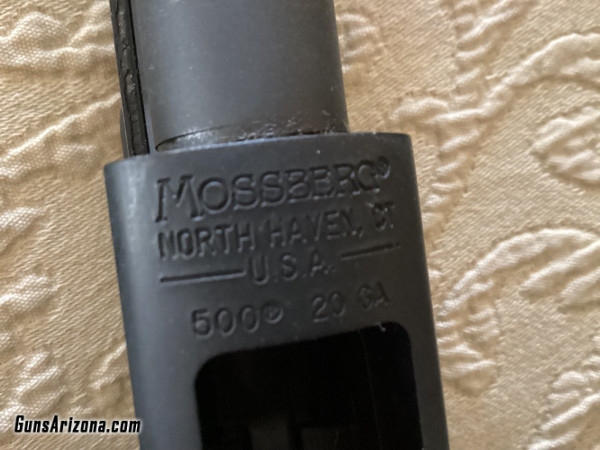 MOSSBERG®
NORTH HAVEN, CT
U.S.A.
500® 20 GA
GunsArizona.com